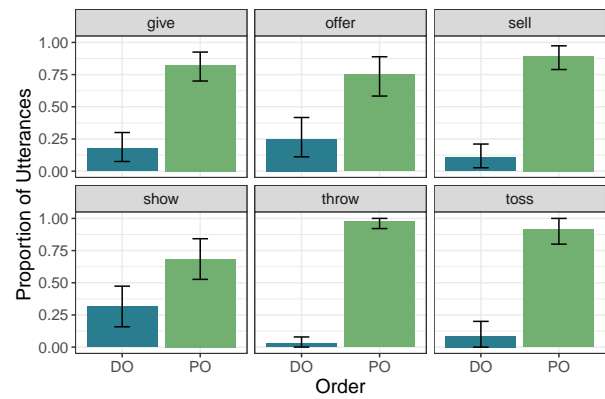 give offer sell
1.00
0.75
0.50
0.25
0.00
show throw toss
1.00
0.75
0.50
0.25
0.00
DO PO DO PO DO PO
Order
Proportion of Utterances